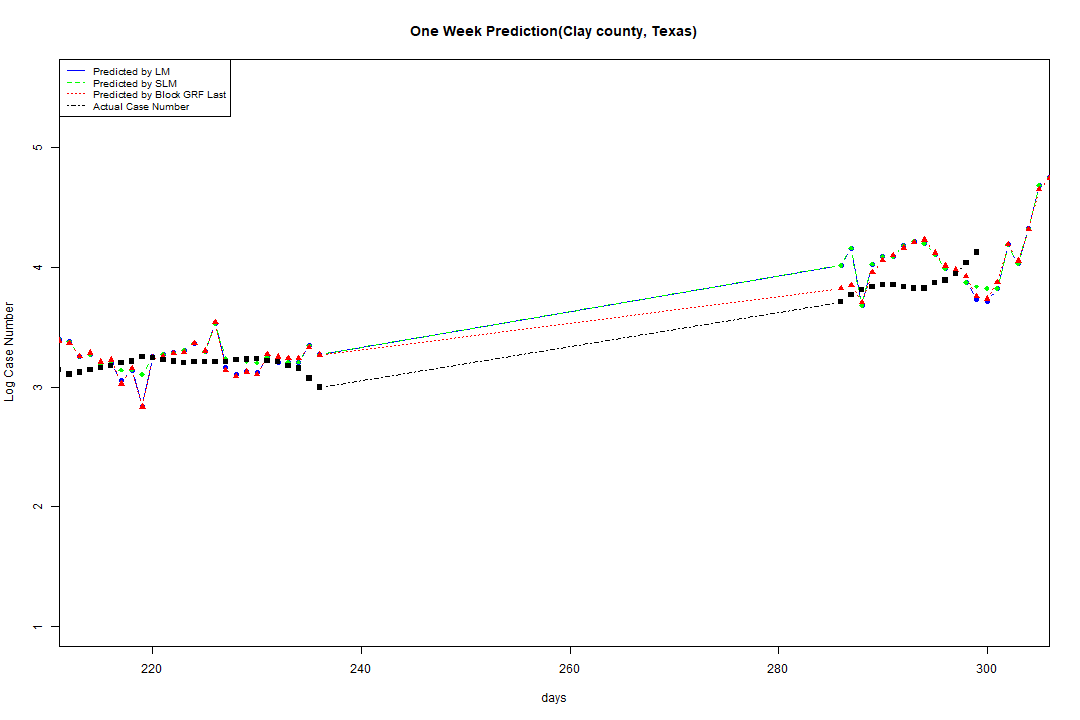 One Week Prediction(Clay county, Texas)
Predicted by LM
Predicted by SLM
Predicted by Block GRF Last
Actual Case Number
5
4
3
2
1
Log Case Number
220 240 260 280 300
days